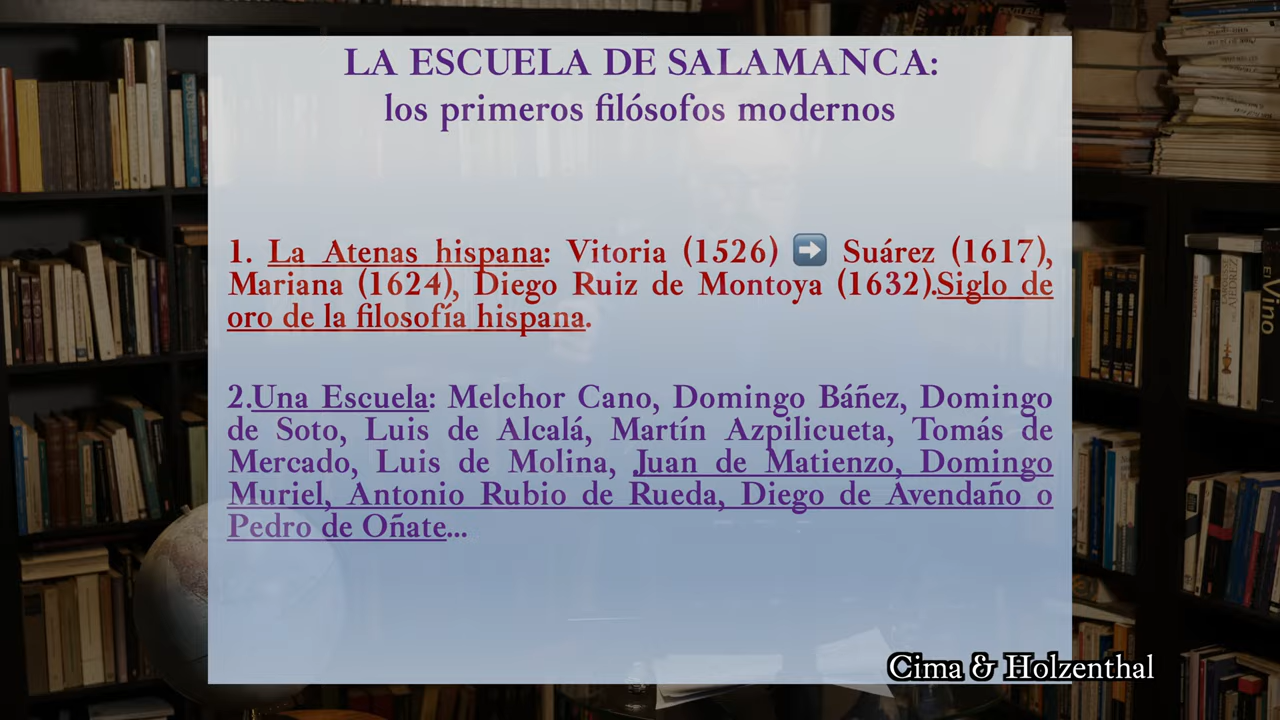 LA ESCUELA DE SALAMANCA:
los primeros filósofos modernos
1. La Atenas hispana: Vitoria (1526) ➡ Suárez (1617),
Mariana (1624), Diego Ruiz de Montoya (1632).Siglo de
oro de la filosofía hispana.
2.Una Escuela: Melchor Cano, Domingo Báñez, Domingo
de Soto, Luis de Alcalá, Martín Azpilicueta, Tomás de
Mercado, Luis de Molina, Juan de Matienzo, Domingo
Muriel, Antonio Rubio de Rueda, Diego de Avendaño o
Pedro de Oñate...
el Vino
Cima & Holzenthal